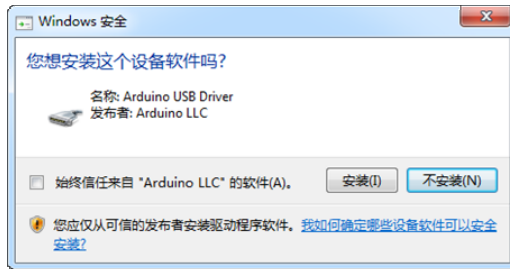 Windows 安全
您想安装这个设备软件吗?
名称: Arduino USB Driver
发布者: Arduino LLC
始终信任来自 "Arduino LLC" 的软件(A)。
安装(I)
不安装(N)
您应仅从可信的发布者安装驱动程序软件。我如何确定哪些设备软件可以安全
安装?